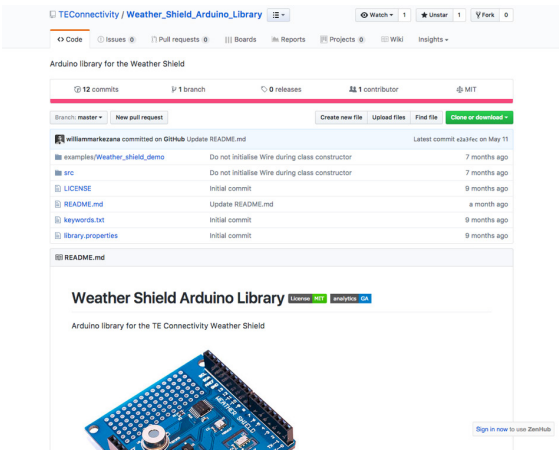 TEConnectivity / Weather_Shield_Arduino_Library
Watch 1 Unstar 1 Fork 0
Code Issues 0 Pull requests 0 Boards Reports Projects 0 Wiki Insights
Arduino library for the Weather Shield
12 commits 1 branch 0 releases 1 contributor MIT
Branch: master New pull request Create new file Upload files Find file Clone or download
williammarkezana committed on GitHub Update README.md Latest commit e2a3fec on May 11
examples/Weather_shield_demo Do not initialise Wire during class constructor 7 months ago
src Do not initialise Wire during class constructor 7 months ago
LICENSE Initial commit 9 months ago
README.md Update README.md a month ago
keywords.txt Initial commit 9 months ago
library.properties Initial commit 9 months ago
README.md
Weather Shield Arduino Library License MIT analytics GA
Arduino library for the TE Connectivity Weather Shield
WEATHER SHIELD
Sign in now to use ZenHub